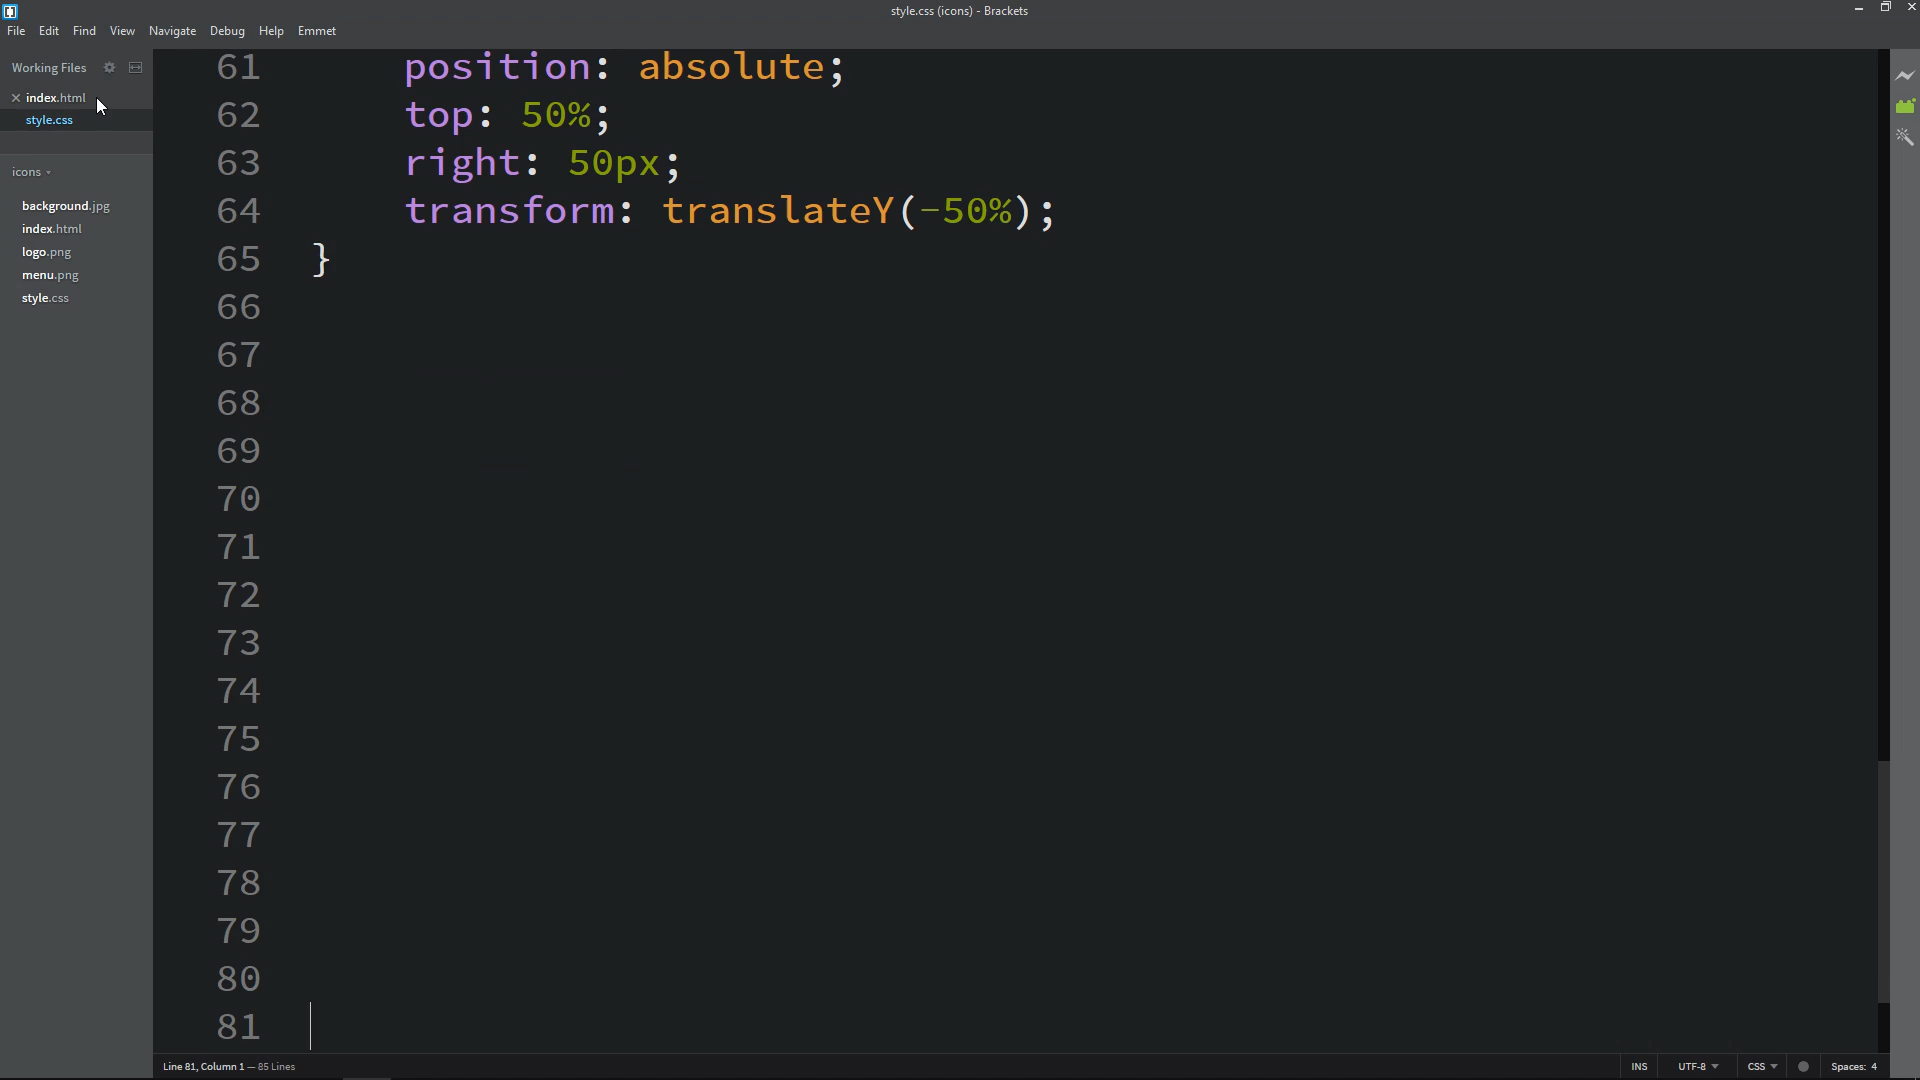 style.css (icons) - Brackets
File Edit Find View Navigate Debug Help Emmet
Working Files
index.html
style.css
icons
background.jpg
index.html
logo.png
menu.png
style.css
61 position: absolute;
62 top: 50%;
63 right: 50px;
64 transform: translateY(-50%);
65 }
66
67
68
69
70
71
72
73
74
75
76
77
78
79
80
81
Line 81, Column 1 — 85 Lines
INS UTF-8 CSS Spaces: 4